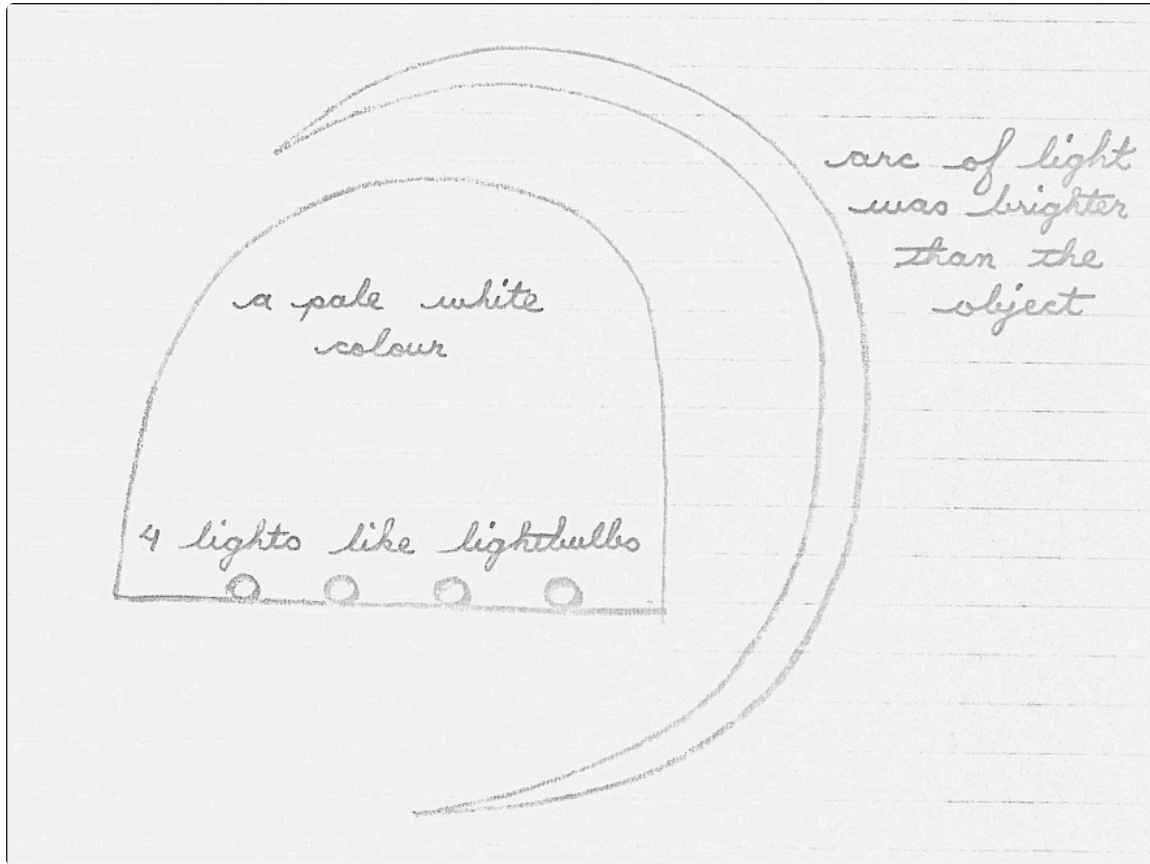 arc of light
was brighter
than the
object
a pale white
colour
4 lights like lightbulbs